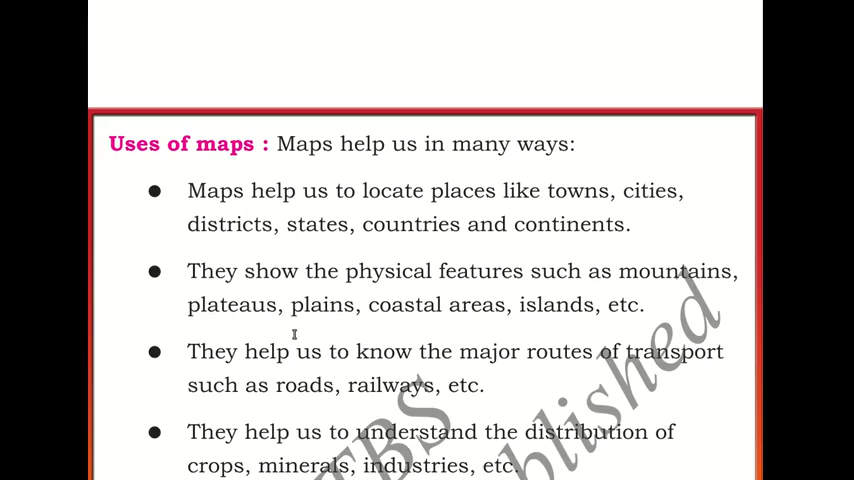 Uses of maps : Maps help us in many ways:
● Maps help us to locate places like towns, cities,
districts, states, countries and continents.
● They show the physical features such as mountains,
plateaus, plains, coastal areas, islands, etc.
● They help us to know the major routes of transport
such as roads, railways, etc.
● They help us to understand the distribution of
crops, minerals, industries, etc.